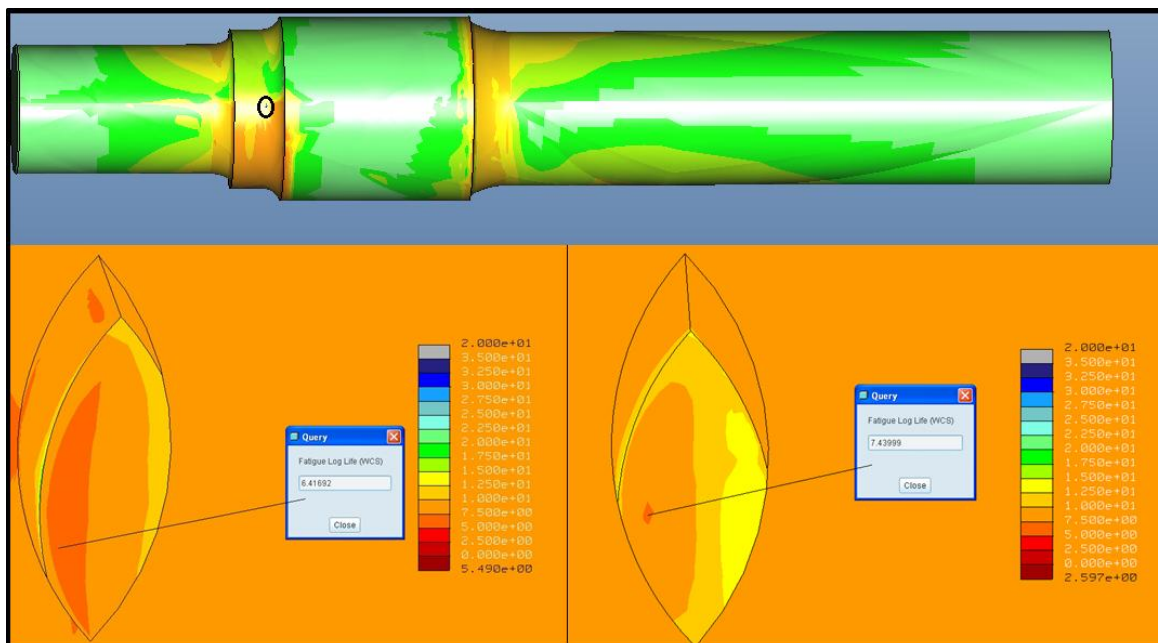 2.000e+01
3.500e+01
3.250e+01
3.000e+01
2.750e+01
2.500e+01
2.250e+01
2.000e+01
1.750e+01
1.500e+01
1.250e+01
1.000e+01
7.500e+00
5.000e+00
2.500e+00
0.000e+00
5.490e+00
Query
Fatigue Log Life (WCS)
6.41692
Close
2.000e+01
3.500e+01
3.250e+01
3.000e+01
2.750e+01
2.500e+01
2.250e+01
2.000e+01
1.750e+01
1.500e+01
1.250e+01
1.000e+01
7.500e+00
5.000e+00
2.500e+00
0.000e+00
2.597e+00
Query
Fatigue Log Life (WCS)
7.43999
Close